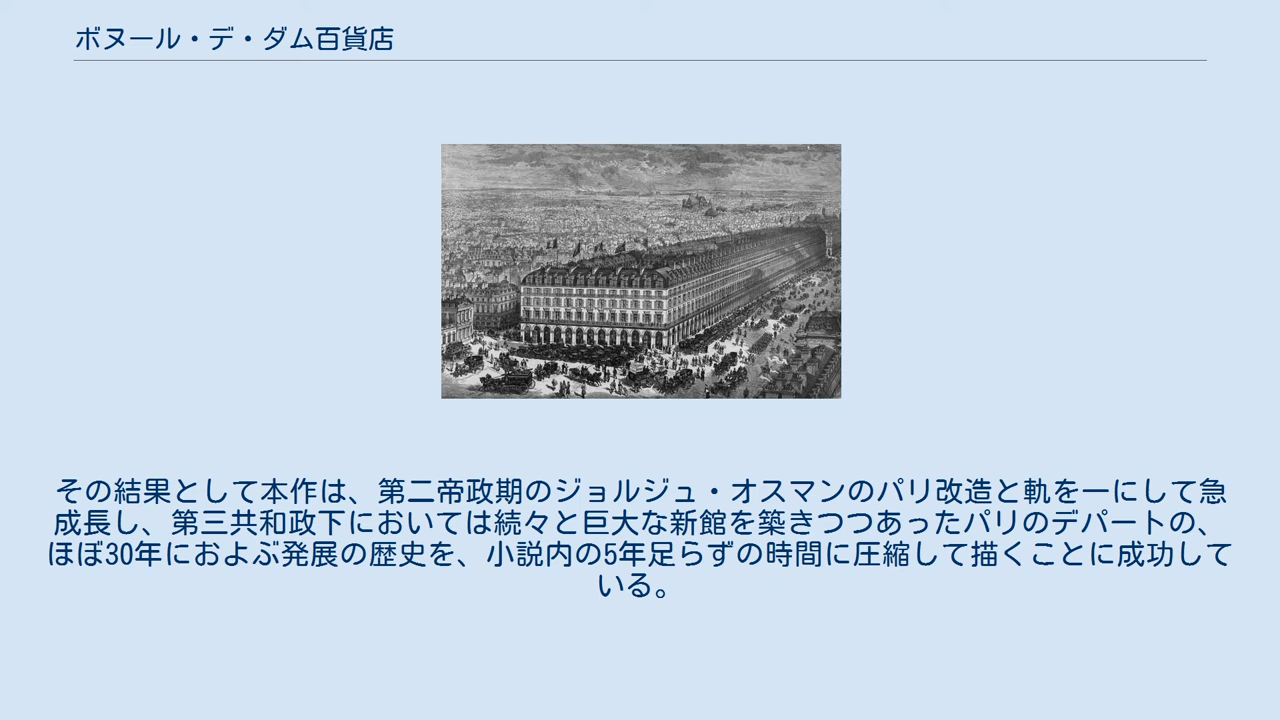 ボヌール・デ・ダム百貨店
その結果として本作は、第二帝政期のジョルジュ・オスマンのパリ改造と軌を一にして急
成長し、第三共和政下においては続々と巨大な新館を築きつつあったパリのデパートの、
ほぼ30年におよぶ発展の歴史を、小説内の5年足らずの時間に圧縮して描くことに成功して
いる。